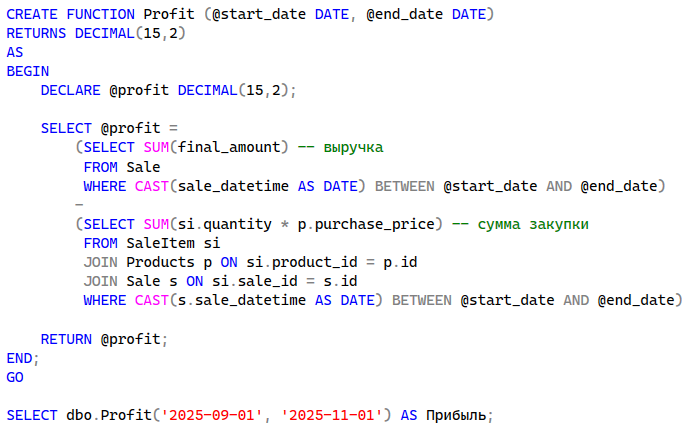 CREATE FUNCTION Profit (@start_date DATE, @end_date DATE)
RETURNS DECIMAL(15,2)
AS
BEGIN
    DECLARE @profit DECIMAL(15,2);

    SELECT @profit =
        (SELECT SUM(final_amount) -- выручка
         FROM Sale
         WHERE CAST(sale_datetime AS DATE) BETWEEN @start_date AND @end_date)
        -
        (SELECT SUM(si.quantity * p.purchase_price) -- сумма закупки
         FROM SaleItem si
         JOIN Products p ON si.product_id = p.id
         JOIN Sale s ON si.sale_id = s.id
         WHERE CAST(s.sale_datetime AS DATE) BETWEEN @start_date AND @end_date)

    RETURN @profit;
END;
GO

SELECT dbo.Profit('2025-09-01', '2025-11-01') AS Прибыль;